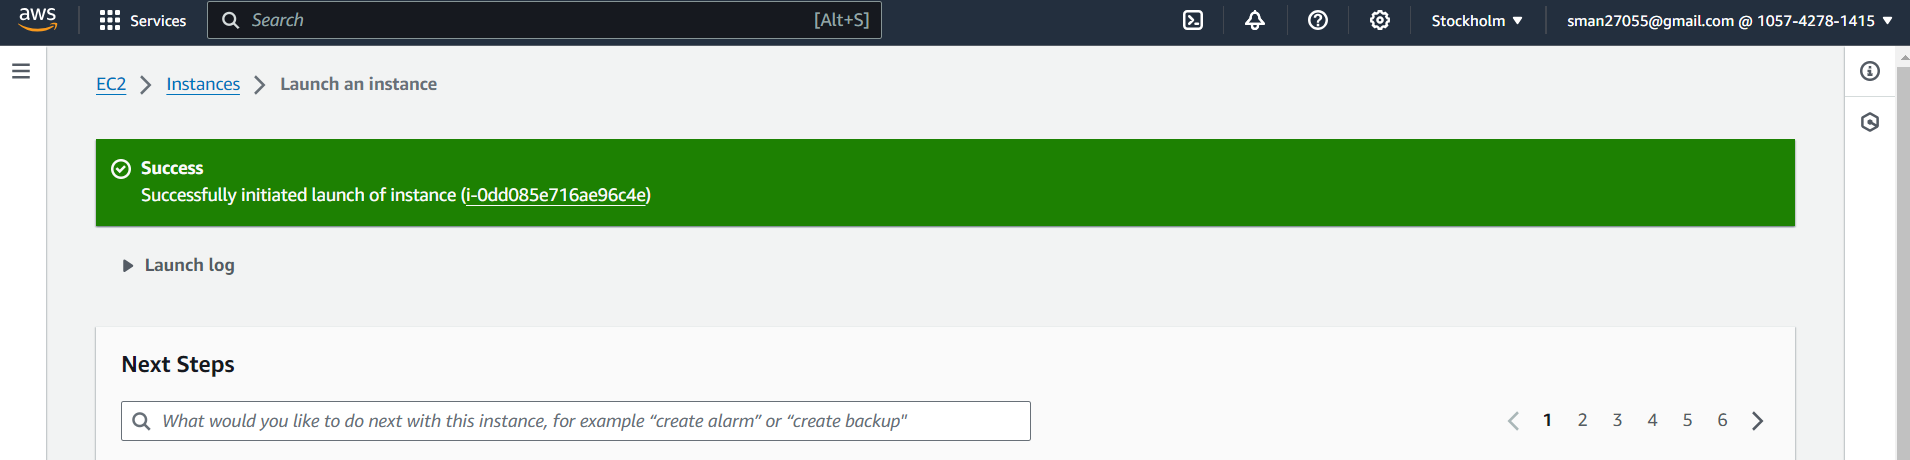 aws
Services
Search
[Alt+S]
Stockholm
sman27055@gmail.com @ 1057-4278-1415
EC2
Instances
Launch an instance
Success
Successfully initiated launch of instance (i-0dd085e716ae96c4e)
Launch log
Next Steps
What would you like to do next with this instance, for example “create alarm” or “create backup"
1 2 3 4 5 6